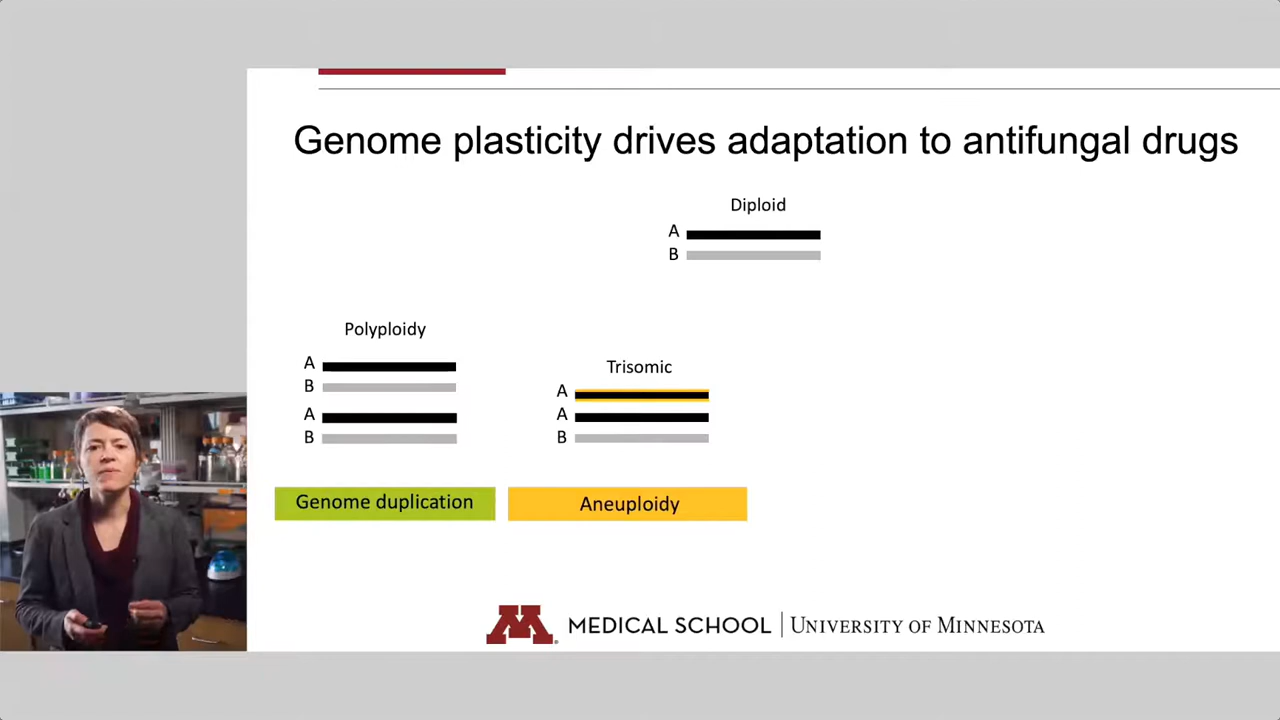 Genome plasticity drives adaptation to antifungal drugs
Diploid
A
B
Polyploidy
A
B
A
B
Trisomic
A
A
B
Genome duplication
Aneuploidy
M MEDICAL SCHOOL | UNIVERSITY OF MINNESOTA